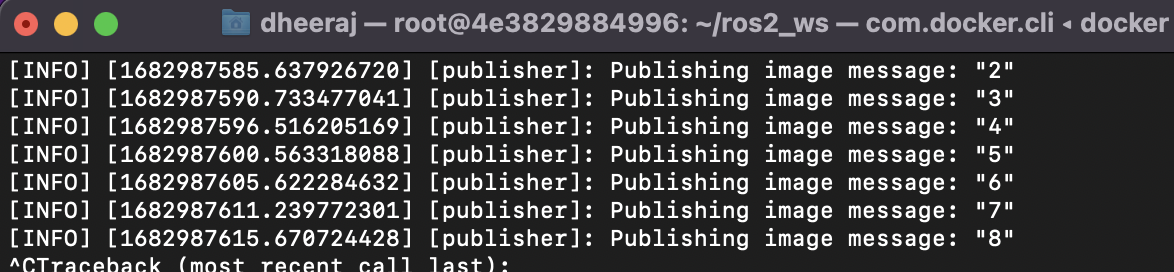 dheeraj — root@4e3829884996: ~/ros2_ws — com.docker.cli ◂ docker
[INFO] [1682987585.637926720] [publisher]: Publishing image message: "2"
[INFO] [1682987590.733477041] [publisher]: Publishing image message: "3"
[INFO] [1682987596.516205169] [publisher]: Publishing image message: "4"
[INFO] [1682987600.563318088] [publisher]: Publishing image message: "5"
[INFO] [1682987605.622284632] [publisher]: Publishing image message: "6"
[INFO] [1682987611.239772301] [publisher]: Publishing image message: "7"
[INFO] [1682987615.670724428] [publisher]: Publishing image message: "8"
^CTraceback (most recent call last):